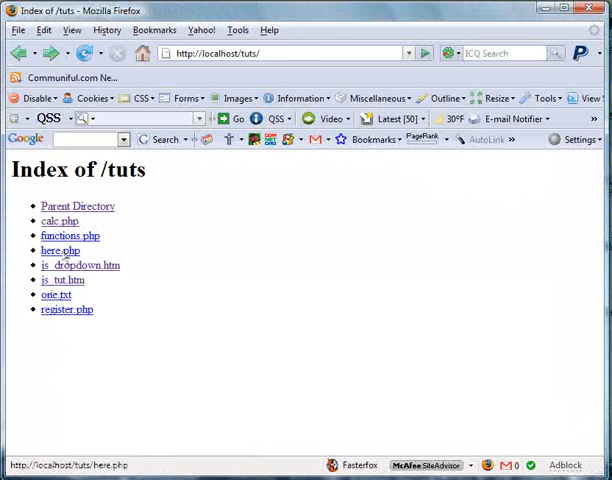 Index of /tuts - Mozilla Firefox
File Edit View History Bookmarks Yahoo! Tools Help
http://localhost/tuts/ ICQ Search
Communiful.com Ne...
Disable Cookies CSS Forms Images Information Miscellaneous Outline Resize Tools View S
QSS Go QSS Video Latest [50] 30°F E-mail Notifier
Google Search PageRank Bookmarks AutoLink Settings
Index of /tuts
Parent Directory
calc.php
functions.php
here.php
js_dropdown.htm
js_tut.htm
one.txt
register.php
http://localhost/tuts/here.php Fasterfox McAfee SiteAdvisor 0 Adblock